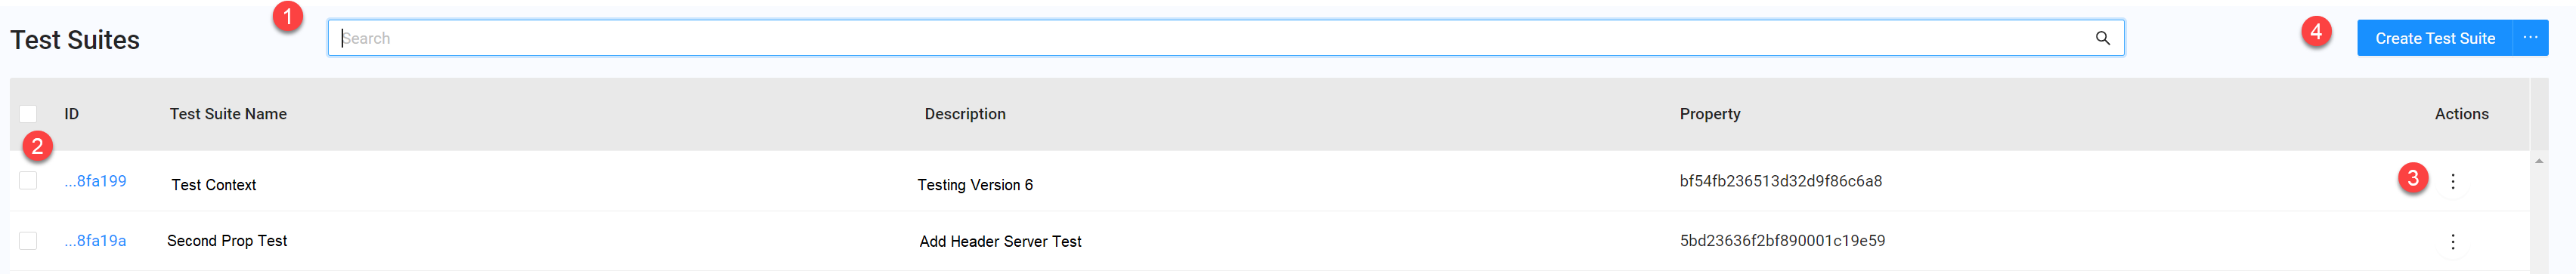 1
Test Suites
Search
4
Create Test Suite ...
ID Test Suite Name Description Property Actions
2
...8fa199 Test Context Testing Version 6 bf54fb236513d32d9f86c6a8 3
...8fa19a Second Prop Test Add Header Server Test 5bd23636f2bf890001c19e59